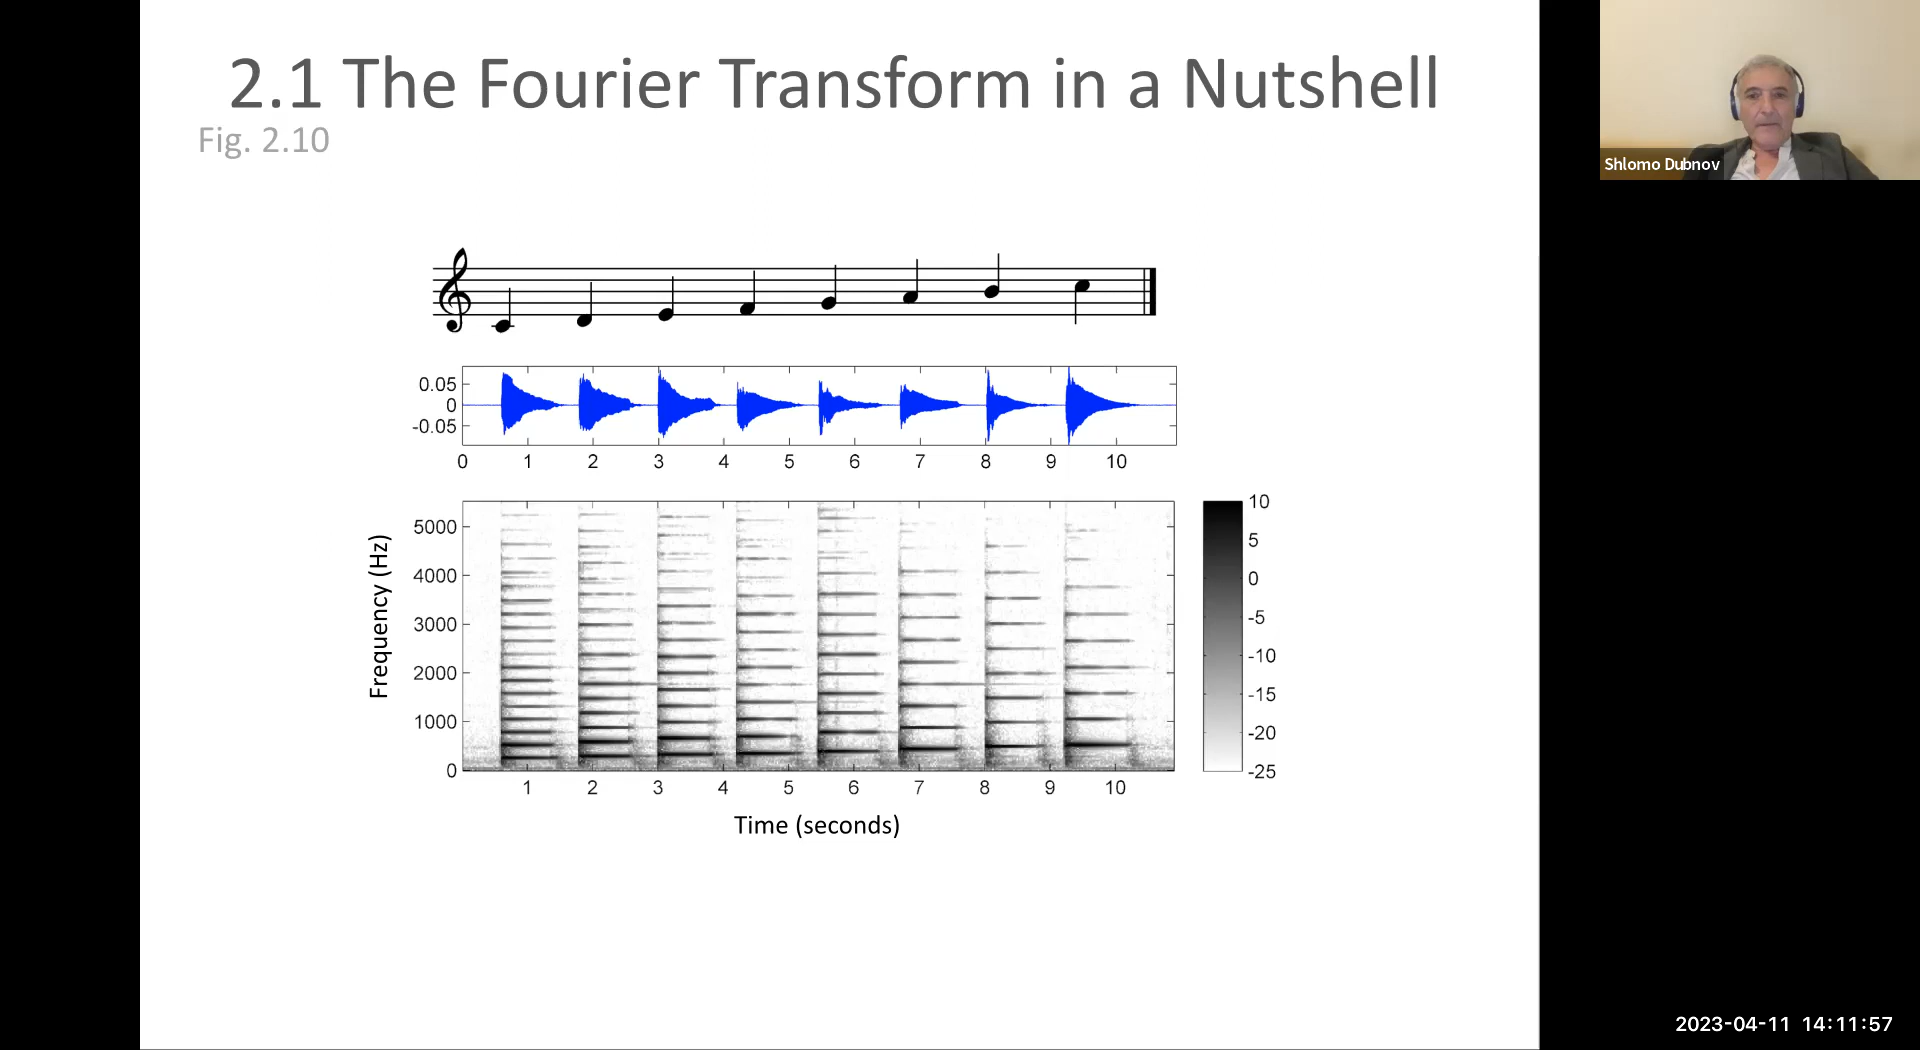 2.1 The Fourier Transform in a Nutshell
Fig. 2.10
Shlomo Dubnov
0.05
0
-0.05
0 1 2 3 4 5 6 7 8 9 10
Frequency (Hz)
5000
4000
3000
2000
1000
0
1 2 3 4 5 6 7 8 9 10
Time (seconds)
10
5
0
-5
-10
-15
-20
-25
2023-04-11 14:11:57